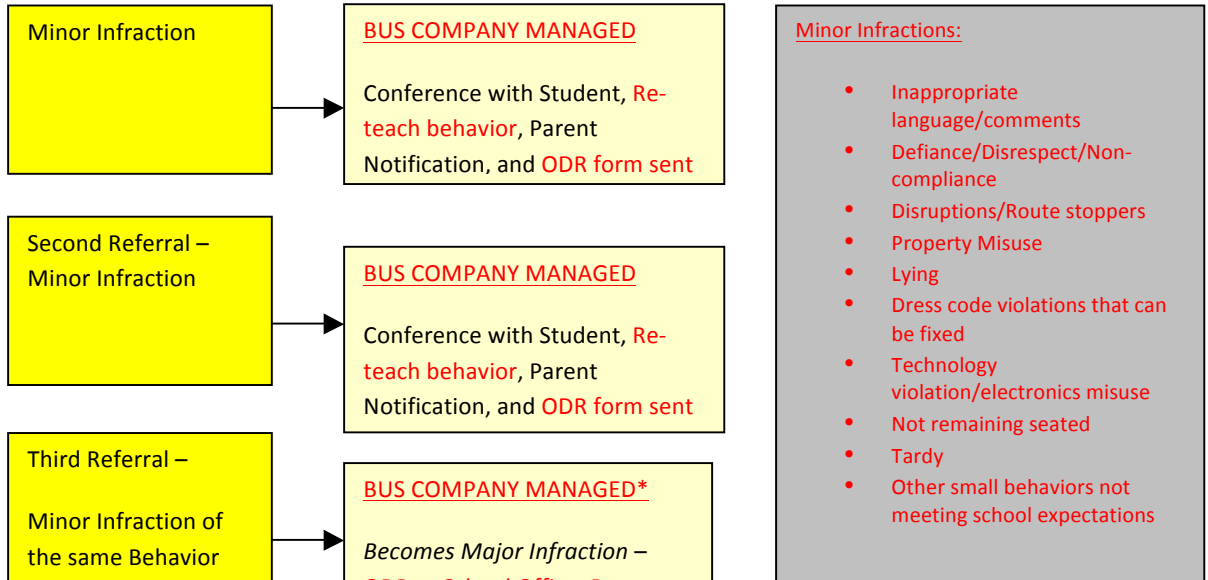 Minor Infraction
BUS COMPANY MANAGED
Conference with Student, Re-
teach behavior, Parent
Notification, and ODR form sent
Second Referral –
Minor Infraction
BUS COMPANY MANAGED
Conference with Student, Re-
teach behavior, Parent
Notification, and ODR form sent
Third Referral –
Minor Infraction of
the same Behavior
BUS COMPANY MANAGED*
Becomes Major Infraction –
Minor Infractions:
• Inappropriate
language/comments
• Defiance/Disrespect/Non-
compliance
• Disruptions/Route stoppers
• Property Misuse
• Lying
• Dress code violations that can
be fixed
• Technology
violation/electronics misuse
• Not remaining seated
• Tardy
• Other small behaviors not
meeting school expectations